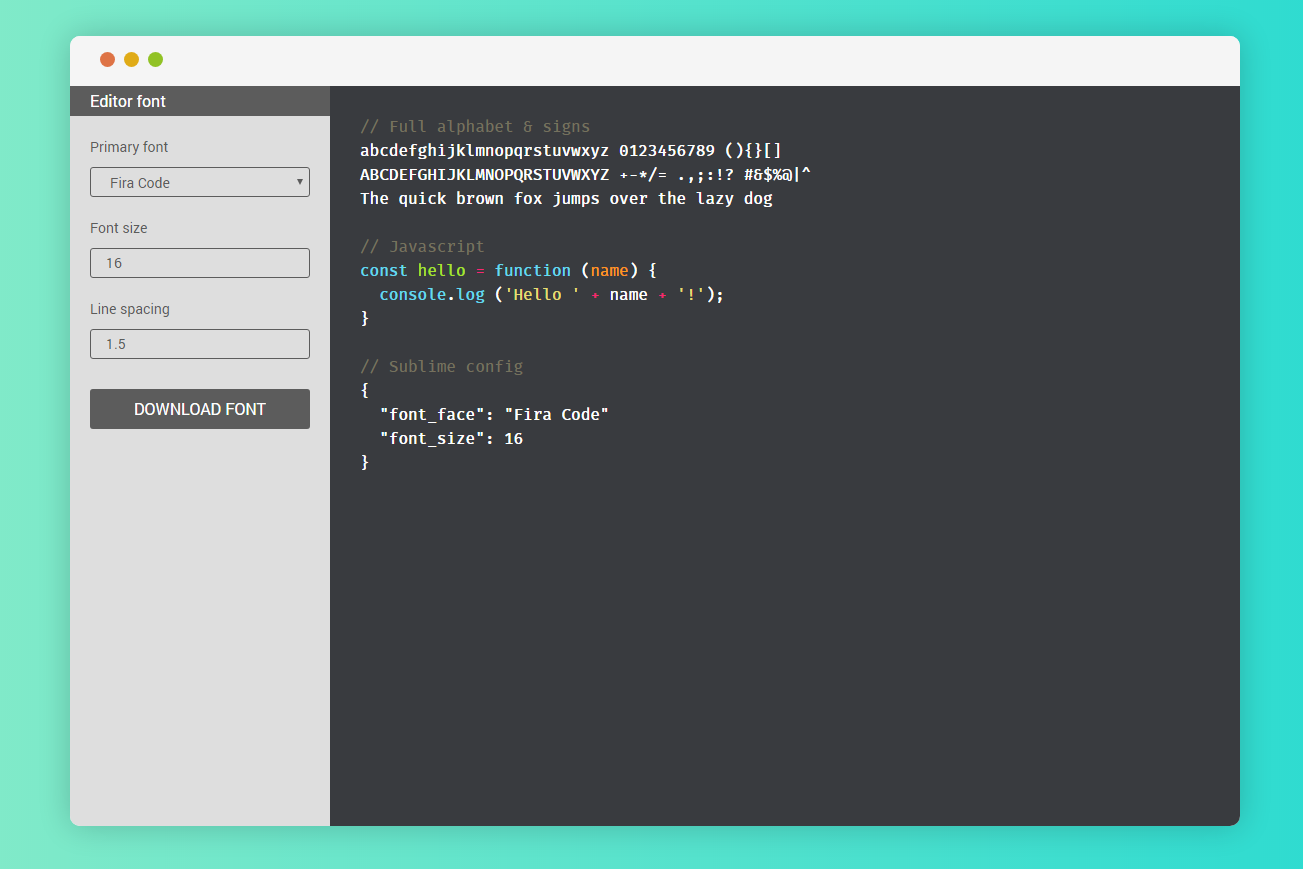 Editor font
Primary font
Fira Code
Font size
16
Line spacing
1.5
DOWNLOAD FONT
// Full alphabet & signs
abcdefghijklmnopqrstuvwxyz 0123456789 (){}[]
ABCDEFGHIJKLMNOPQRSTUVWXYZ +-*/= .,;:!? #&$%@|^
The quick brown fox jumps over the lazy dog
// Javascript
const hello = function (name) {
  console.log ('Hello ' + name + '!');
}
// Sublime config
{
  "font_face": "Fira Code"
  "font_size": 16
}